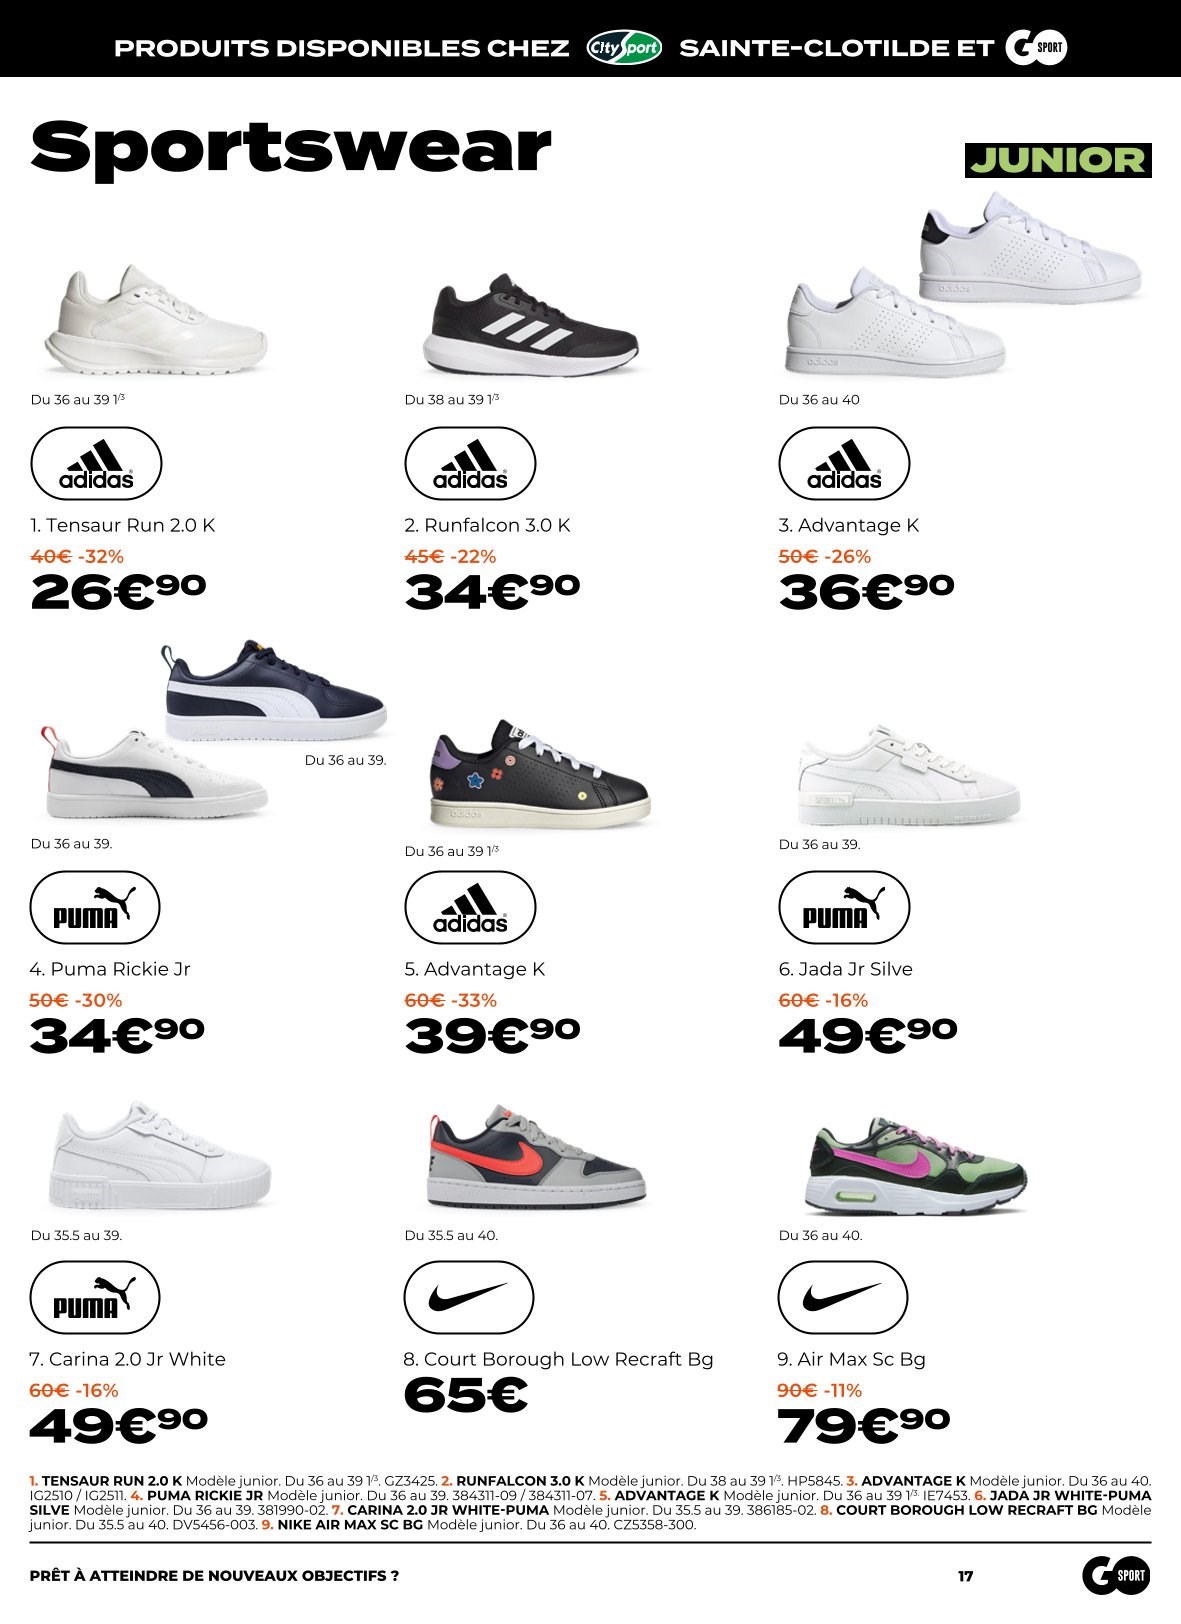 PRODUITS DISPONIBLES CHEZ CitySport SAINTE-CLOTILDE ET GO SPORT
Sportswear
JUNIOR
Du 36 au 39 1/3
Du 38 au 39 1/3
Du 36 au 40
adidas
adidas
adidas
1. Tensaur Run 2.0 K
2. Runfalcon 3.0 K
3. Advantage K
40€ -32%
45€ -22%
50€ -26%
26€90
34€90
36€90
Du 36 au 39.
Du 36 au 39.
Du 36 au 39 1/3
Du 36 au 39.
PUMA
adidas
PUMA
4. Puma Rickie Jr
5. Advantage K
6. Jada Jr Silve
50€ -30%
60€ -33%
60€ -16%
34€90
39€90
49€90
Du 35.5 au 39.
Du 35.5 au 40.
Du 36 au 40.
PUMA
7. Carina 2.0 Jr White
8. Court Borough Low Recraft Bg
9. Air Max Sc Bg
60€ -16%
65€
90€ -11%
49€90
79€90
1. TENSAUR RUN 2.0 K Modèle junior. Du 36 au 39 1/3. GZ3425. 2. RUNFALCON 3.0 K Modèle junior. Du 38 au 39 1/3. HP5845. 3. ADVANTAGE K Modèle junior. Du 36 au 40.
IG2510 / IG2511. 4. PUMA RICKIE JR Modèle junior. Du 36 au 39. 384311-09 / 384311-07. 5. ADVANTAGE K Modèle junior. Du 36 au 39 1/3. IE7453. 6. JADA JR WHITE-PUMA
SILVE Modèle junior. Du 36 au 39. 381990-02. 7. CARINA 2.0 JR WHITE-PUMA Modèle junior. Du 35.5 au 39. 386185-02. 8. COURT BOROUGH LOW RECRAFT BG Modèle
junior. Du 35.5 au 40. DV5456-003. 9. NIKE AIR MAX SC BG Modèle junior. Du 36 au 40. CZ5358-300.
PRÊT À ATTEINDRE DE NOUVEAUX OBJECTIFS ?
17
GO SPORT